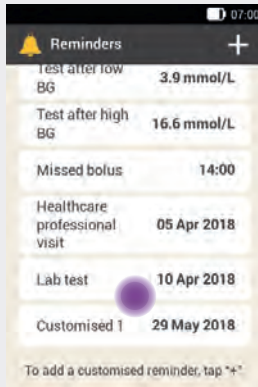 07:00
Reminders +
Test after low
BG
3.9 mmol/L
Test after high
BG
16.6 mmol/L
Missed bolus 14:00
Healthcare
professional
visit
05 Apr 2018
Lab test 10 Apr 2018
Customised 1 29 May 2018
To add a customised reminder, tap "+"